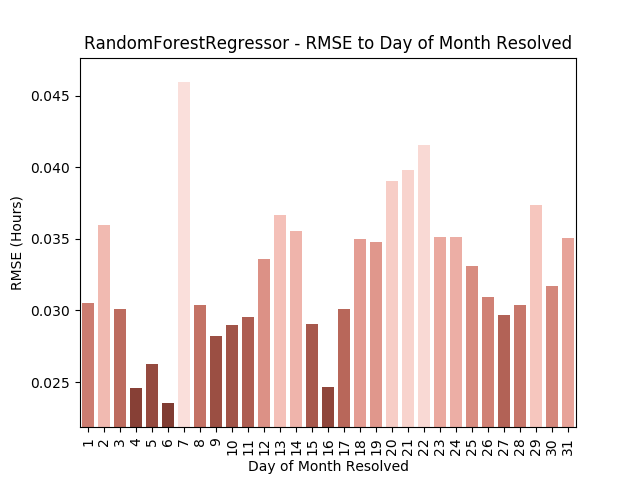 RandomForestRegressor - RMSE to Day of Month Resolved
0.045
0.040
0.035
0.030
0.025
RMSE (Hours)
1 2 3 4 5 6 7 8 9 10 11 12 13 14 15 16 17 18 19 20 21 22 23 24 25 26 27 28 29 30 31
Day of Month Resolved